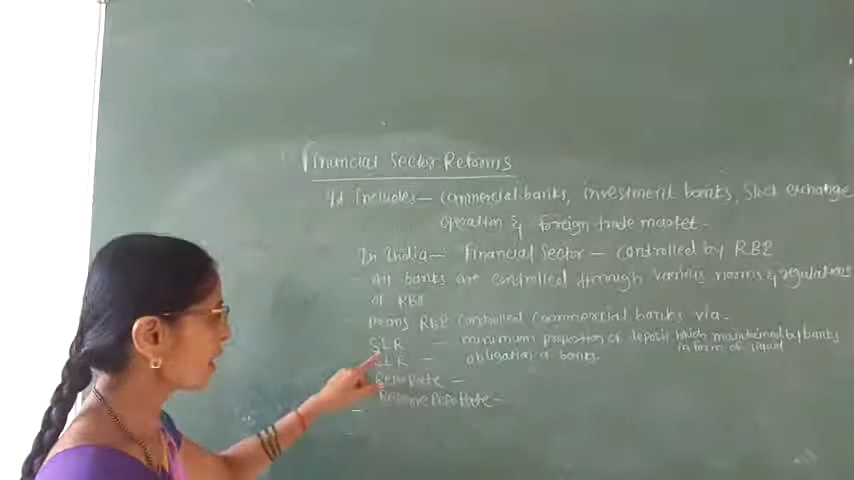 Financial Sector Reforms
It Includes— commercial banks, investment banks, Stock exchange
operation & foreign trade market.
In India— Financial Sector — controlled by RBI
All banks are controlled through various norms & regulations
of RBI
Means RBI controlled commercial banks via.
SLR — minimum proportion of deposit which maintained by banks
in form of liquid
— obligation of banks.
Repo Rate —
Reserve Repo Rate —